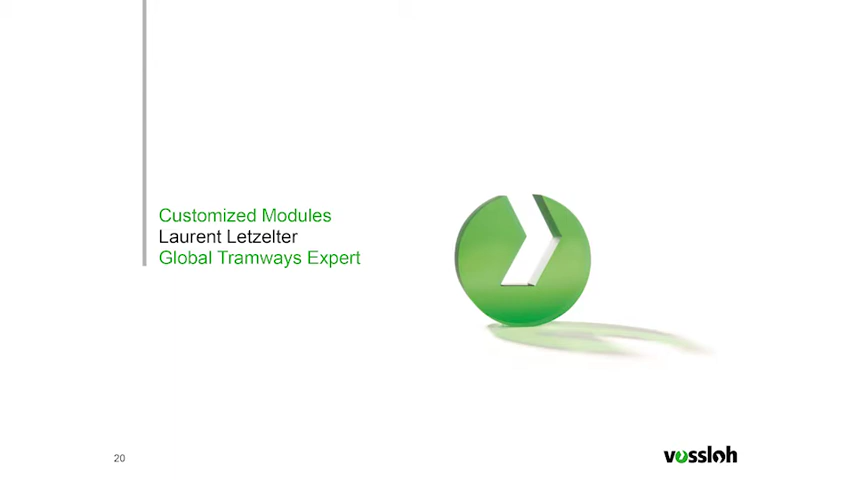 Customized Modules
Laurent Letzelter
Global Tramways Expert
20
vossloh